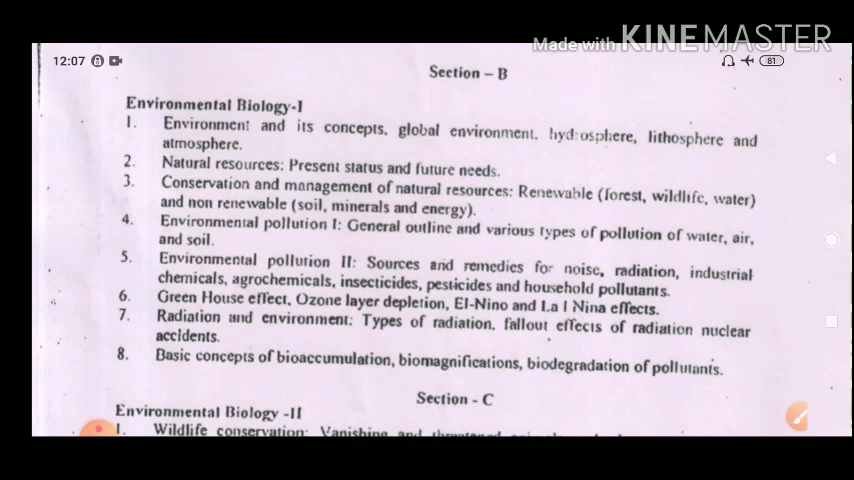 Made with KINEMASTER
12:07
81
Section - B
Environmental Biology-I
1. Environment and its concepts, global environment, hydrosphere, lithosphere and
atmosphere.
2. Natural resources: Present status and future needs.
3. Conservation and management of natural resources: Renewable (forest, wildlife, water)
and non renewable (soil, minerals and energy).
4. Environmental pollution I: General outline and various types of pollution of water, air,
and soil.
5. Environmental pollution II: Sources and remedies for noise, radiation, industrial
chemicals, agrochemicals, insecticides, pesticides and household pollutants.
6. Green House effect, Ozone layer depletion, El-Nino and La l Nina effects.
7. Radiation and environment: Types of radiation, fallout effects of radiation nuclear
accidents.
8. Basic concepts of bioaccumulation, biomagnifications, biodegradation of pollutants.
Section - C
Environmental Biology -II
1. Wildlife conservation: Vanishing and threatened